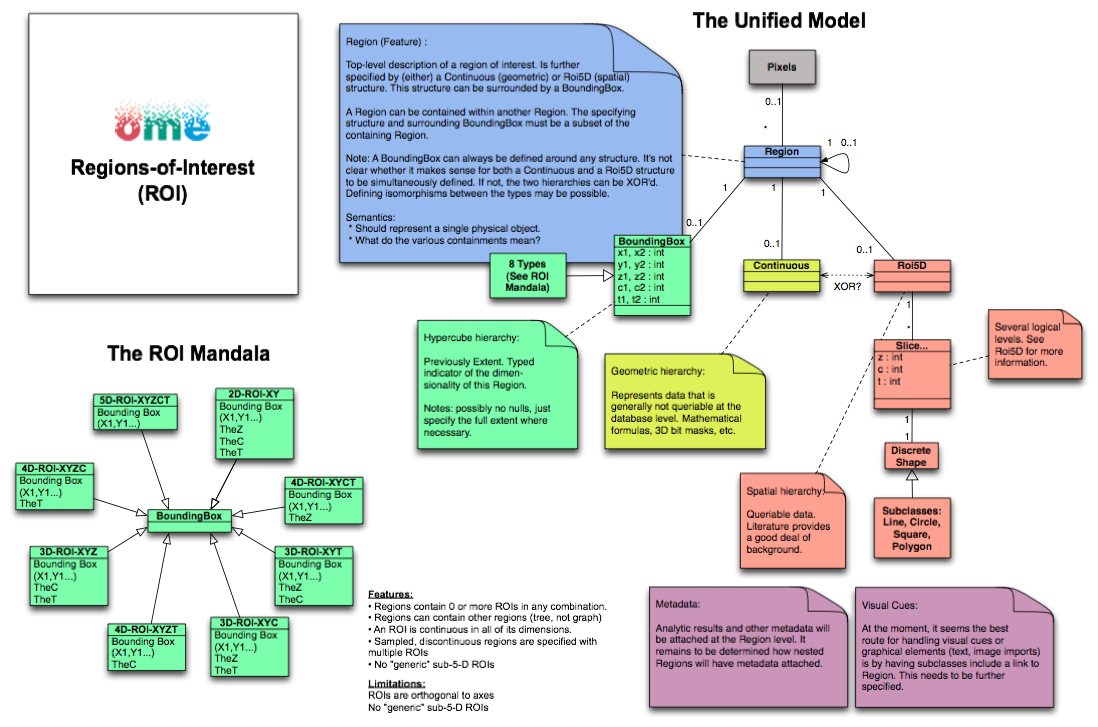 ome
Regions-of-Interest
(ROI)
The Unified Model
Region (Feature) :
Top-level description of a region of interest. Is further
specified by (either) a Continuous (geometric) or Roi5D (spatial)
structure. This structure can be surrounded by a BoundingBox.
A Region can be contained within another Region. The specifying
structure and surrounding BoundingBox must be a subset of the
containing Region.
Note: A BoundingBox can always be defined around any structure. It's not
clear whether it makes sense for both a Continuous and a Roi5D structure
to be simultaneously defined. If not, the two hierarchies can be XOR'd.
Defining isomorphisms between the types may be possible.
Semantics:
* Should represent a single physical object.
* What do the various containments mean?
Pixels
0..1
*
Region
1 0..1
1
1
1
0..1
0..1
0..1
BoundingBox
x1, x2 : int
y1, y2 : int
z1, z2 : int
c1, c2 : int
t1, t2 : int
8 Types
(See ROI
Mandala)
Continuous
XOR?
Roi5D
1
*
Slice...
z : int
c : int
t : int
1
1
Discrete
Shape
Subclasses:
Line, Circle,
Square,
Polygon
Several logical
levels. See
Roi5D for more
information.
Hypercube hierarchy:
Previously Extent. Typed
indicator of the dimen-
sionality of this Region.
Notes: possibly no nulls, just
specify the full extent where
necessary.
Geometric hierarchy:
Represents data that is
generally not queriable at the
database level. Mathematical
formulas, 3D bit masks, etc.
Spatial hierarchy:
Queriable data.
Literature provides
a good deal of
background.
The ROI Mandala
5D-ROI-XYZCT
Bounding Box
(X1,Y1...)
2D-ROI-XY
Bounding Box
(X1,Y1...)
TheZ
TheC
TheT
4D-ROI-XYZC
Bounding Box
(X1,Y1...)
TheT
4D-ROI-XYCT
Bounding Box
(X1,Y1...)
TheZ
BoundingBox
3D-ROI-XYZ
Bounding Box
(X1,Y1...)
TheC
TheT
3D-ROI-XYT
Bounding Box
(X1,Y1...)
TheZ
TheC
4D-ROI-XYZT
Bounding Box
(X1,Y1...)
TheC
3D-ROI-XYC
Bounding Box
(X1,Y1...)
TheZ
TheT
Features:
• Regions contain 0 or more ROIs in any combination.
• Regions can contain other regions (tree, not graph)
• An ROI is continuous in all of its dimensions.
• Sampled, discontinuous regions are specified with
multiple ROIs
• No "generic" sub-5-D ROIs
Limitations:
ROIs are orthogonal to axes
No "generic" sub-5-D ROIs
Metadata:
Analytic results and other metadata will
be attached at the Region level. It
remains to be determined how nested
Regions will have metadata attached.
Visual Cues:
At the moment, it seems the best
route for handling visual cues or
graphical elements (text, image imports)
is by having subclasses include a link to
Region. This needs to be further
specified.